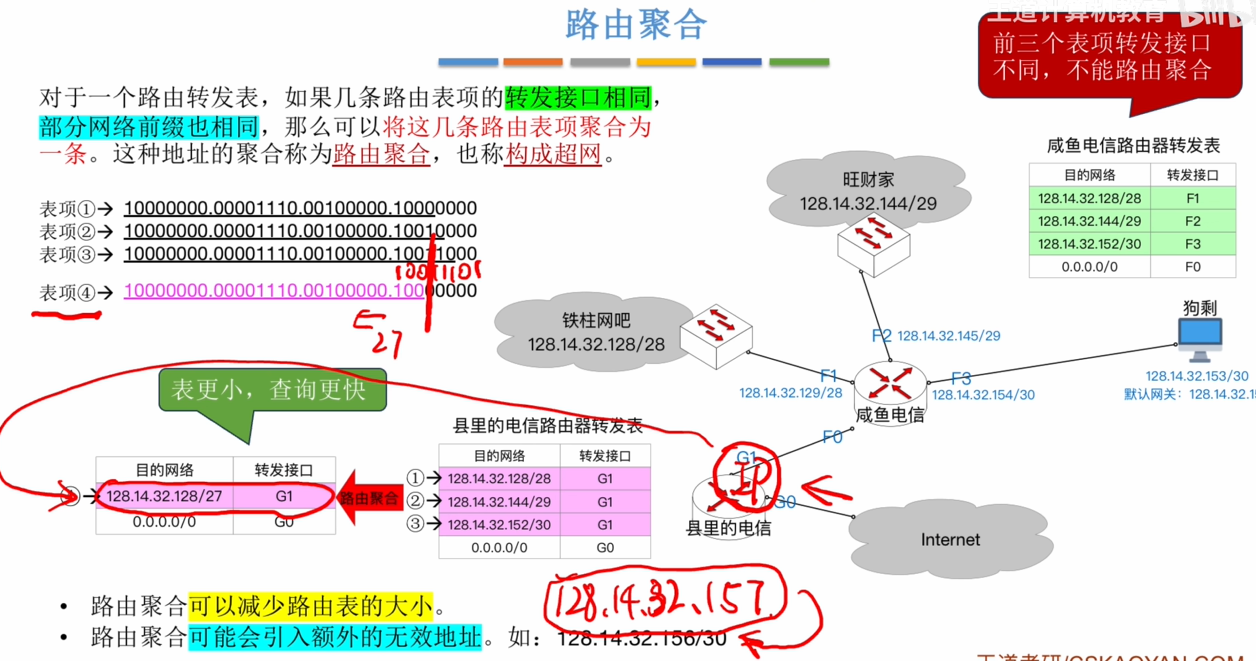 路由聚合
王道计算机教育
前三个表项转发接口
不同，不能路由聚合
对于一个路由转发表，如果几条路由表项的转发接口相同，
部分网络前缀也相同，那么可以将这几条路由表项聚合为
一条。这种地址的聚合称为路由聚合，也称构成超网。
表项①→ 10000000.00001110.00100000.10000000
表项②→ 10000000.00001110.00100000.10010000
表项③→ 10000000.00001110.00100000.10011000
10011101
表项④→ 10000000.00001110.00100000.10000000
27
咸鱼电信路由器转发表
目的网络 转发接口
128.14.32.128/28 F1
128.14.32.144/29 F2
128.14.32.152/30 F3
0.0.0.0/0 F0
旺财家
128.14.32.144/29
铁柱网吧
128.14.32.128/28
F2 128.14.32.145/29
F1
128.14.32.129/28
F3
128.14.32.154/30
咸鱼电信
狗剩
128.14.32.153/30
默认网关：128.14.32.15
F0
G1
IP
G0
县里的电信
Internet
表更小，查询更快
目的网络 转发接口
④→ 128.14.32.128/27 G1
0.0.0.0/0 G0
路由聚合
县里的电信路由器转发表
目的网络 转发接口
①→ 128.14.32.128/28 G1
②→ 128.14.32.144/29 G1
③→ 128.14.32.152/30 G1
0.0.0.0/0 G0
128.14.32.157
• 路由聚合可以减少路由表的大小。
• 路由聚合可能会引入额外的无效地址。如：128.14.32.156/30
王道考研/CSKAOYAN.COM